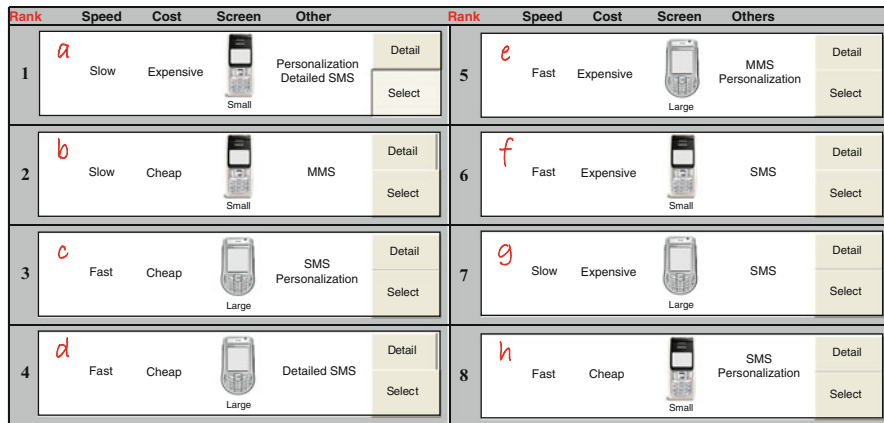 Rank Speed Cost Screen Other
1 a Slow Expensive Small Personalization Detailed SMS Detail Select
2 b Slow Cheap Small MMS Detail Select
3 c Fast Cheap Large SMS Personalization Detail Select
4 d Fast Cheap Large Detailed SMS Detail Select
Rank Speed Cost Screen Others
5 e Fast Expensive Large MMS Personalization Detail Select
6 f Fast Expensive Small SMS Detail Select
7 g Slow Expensive Large SMS Detail Select
8 h Fast Cheap Small SMS Personalization Detail Select